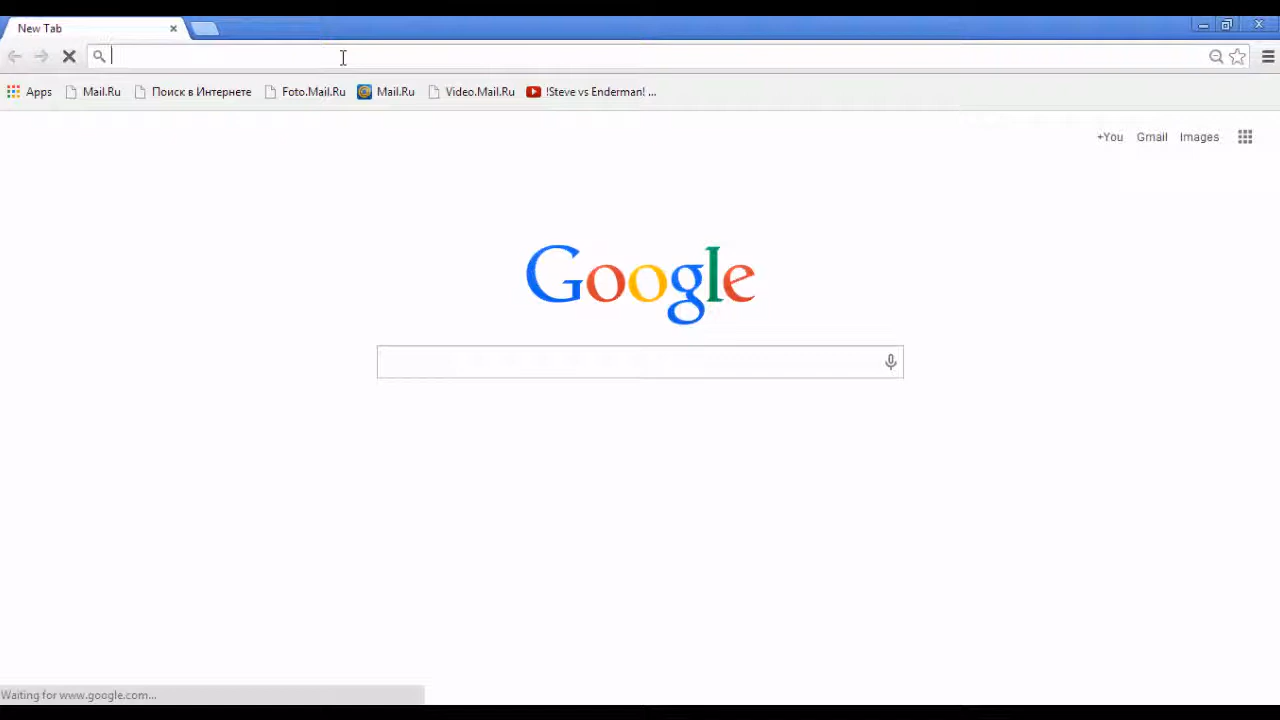 New Tab
Apps Mail.Ru Поиск в Интернете Foto.Mail.Ru Mail.Ru Video.Mail.Ru !Steve vs Enderman! ...
+You Gmail Images
Google
Waiting for www.google.com...